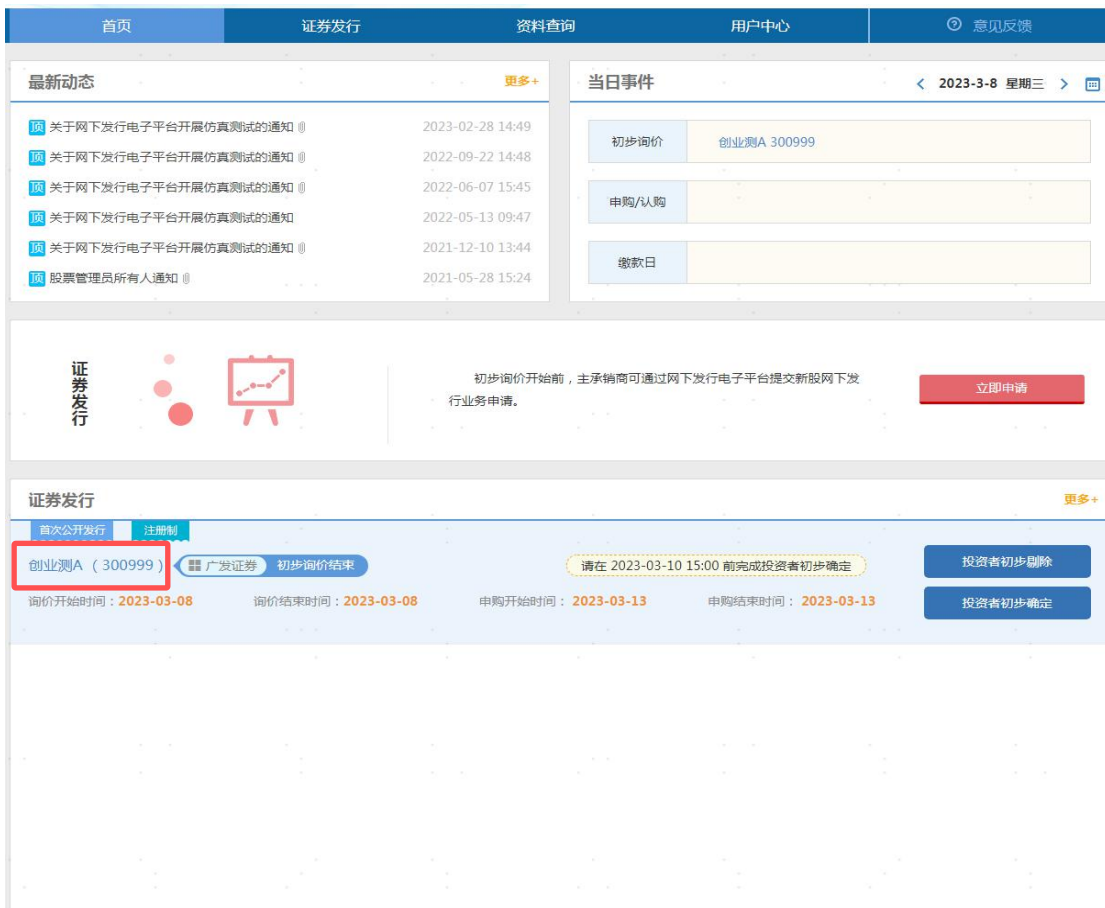 首页 证券发行 资料查询 用户中心 意见反馈
最新动态 更多+
顶 关于网下发行电子平台开展仿真测试的通知 2023-02-28 14:49
顶 关于网下发行电子平台开展仿真测试的通知 2022-09-22 14:48
顶 关于网下发行电子平台开展仿真测试的通知 2022-06-07 15:45
顶 关于网下发行电子平台开展仿真测试的通知 2022-05-13 09:47
顶 关于网下发行电子平台开展仿真测试的通知 2021-12-10 13:44
顶 股票管理员所有人通知 2021-05-28 15:24
当日事件 2023-3-8 星期三
初步询价 创业测A 300999
申购/认购
缴款日
证券发行
初步询价开始前，主承销商可通过网下发行电子平台提交新股网下发
行业务申请。
立即申请
证券发行 更多+
首次公开发行 注册制
创业测A （300999） 广发证券 初步询价结束 请在 2023-03-10 15:00 前完成投资者初步确定 投资者初步剔除
询价开始时间：2023-03-08 询价结束时间：2023-03-08 申购开始时间： 2023-03-13 申购结束时间： 2023-03-13 投资者初步确定